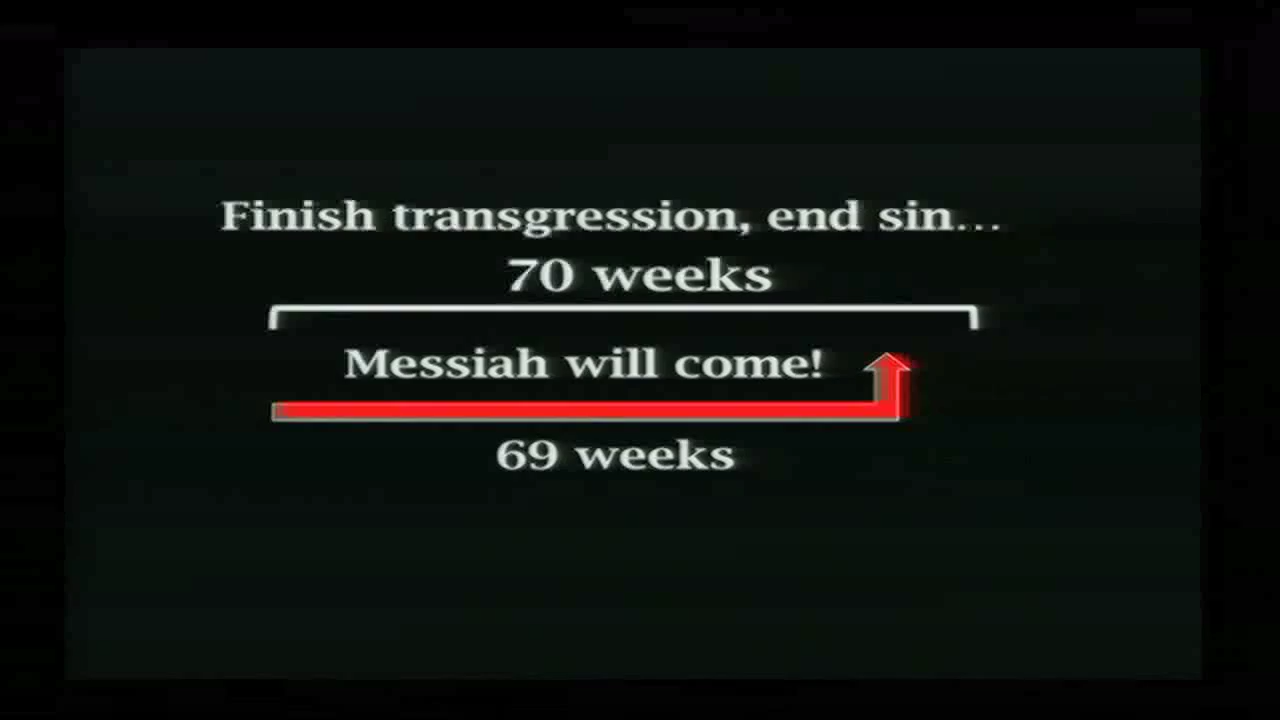 Finish transgression, end sin...
70 weeks
Messiah will come!
69 weeks